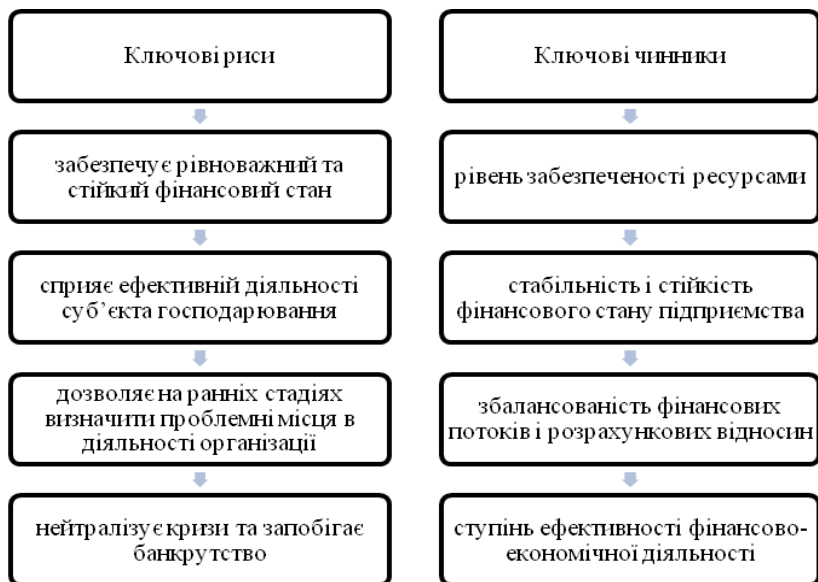 Ключові риси
забезпечує рівноважний та
стійкий фінансовий стан
сприяє ефективній діяльності
суб’єкта господарювання
дозволяє на ранніх стадіях
визначити проблемні місця в
діяльності організації
нейтралізує кризи та запобігає
банкрутство
Ключові чинники
рівень забезпеченості ресурсами
стабільність і стійкість
фінансового стану підприємства
збалансованість фінансових
потоків і розрахункових відносин
ступінь ефективності фінансово-
економічної діяльності